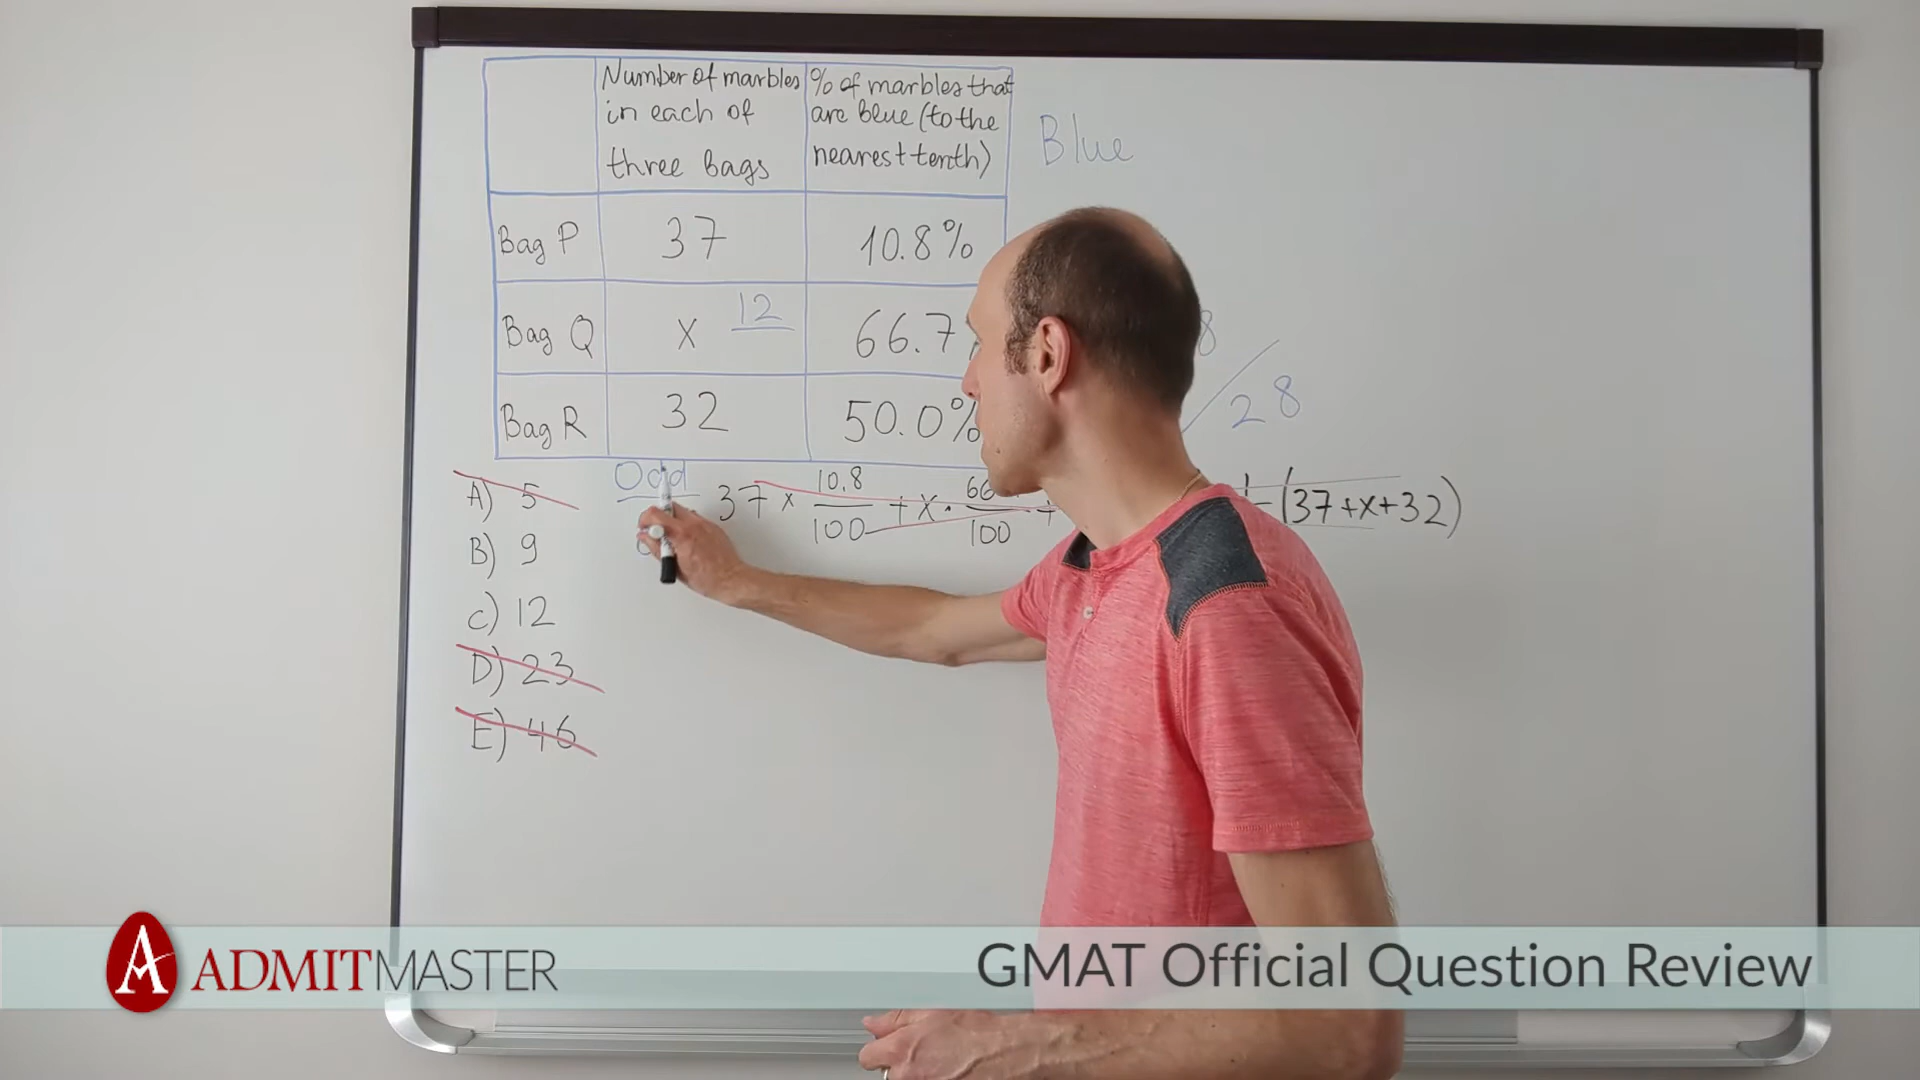 Number of marbles
in each of
three bags
% of marbles that
are blue (to the
nearest tenth)
Blue
Bag P
37
10.8%
Bag Q
x
12
66.7
Bag R
32
50.0%
8
28
Odd
A) 5
B) 9
C) 12
D) 23
E) 46
37 × 10.8/100 + x ·
100
+
(37+x+32)
ADMITMASTER
GMAT Official Question Review